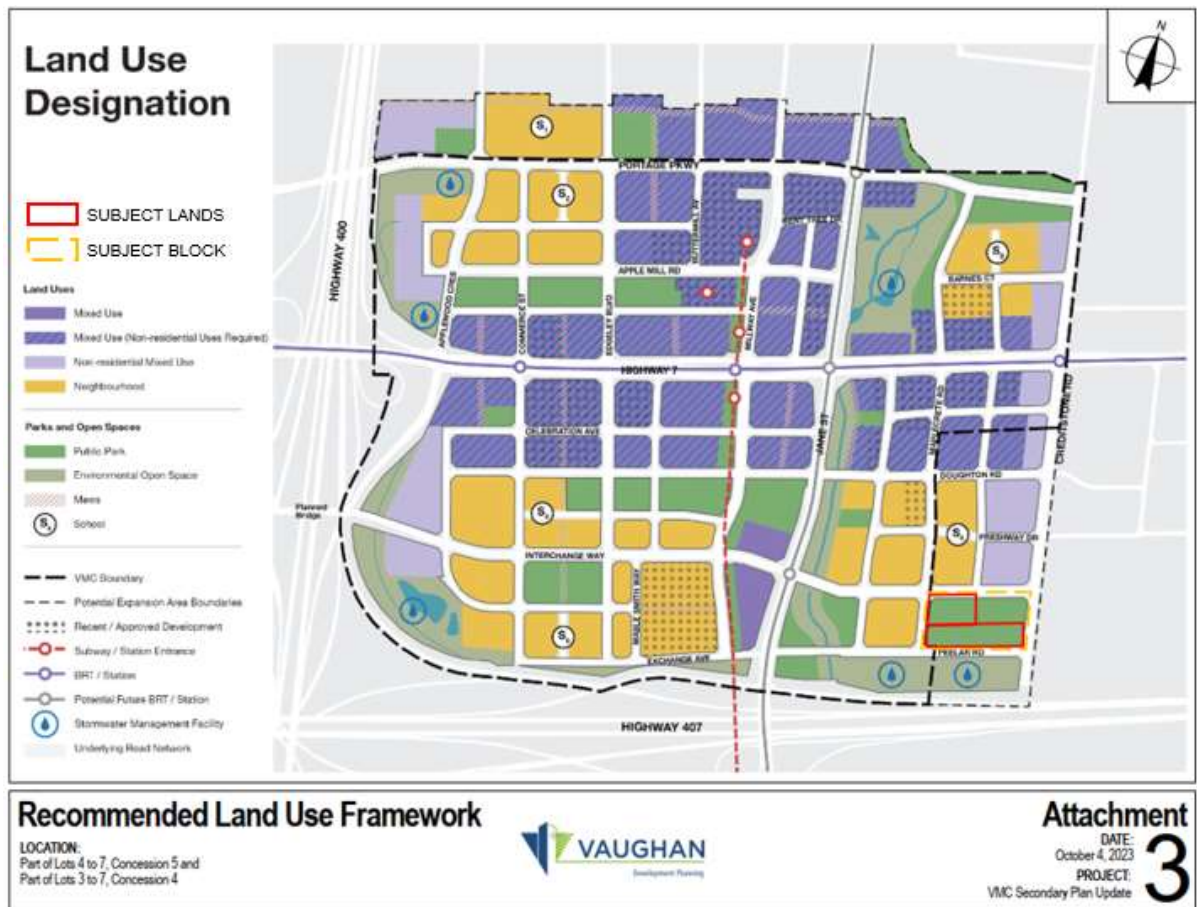 Land Use
Designation
N
SUBJECT LANDS
SUBJECT BLOCK
Land Uses
Mixed Use
Mixed Use (Non-residential Uses Required)
Non-residential Mixed Use
Neighbourhood
Parks and Open Spaces
Public Park
Environmental Open Space
Mews
School
VMC Boundary
Potential Expansion Area Boundaries
Recent / Approved Development
Subway / Station Entrance
BRT / Station
Potential Future BRT / Station
Stormwater Management Facility
Underlying Road Network
PORTAGE PKWY
HIGHWAY 400
APPLE MILL RD
BARNES CT
APPLEWOOD CRES
COMMERCE ST
EDGELEY BLVD
MILLWAY AVE
HIGHWAY 7
JANE ST
MAPLECRETE RD
CREDITSTONE RD
CELEBRATION AVE
DOUGHTON RD
Planned
Bridge
FRESHWAY DR
INTERCHANGE WAY
MABLE SMITH WAY
EXCHANGE AVE
PEELAR RD
HIGHWAY 407
Recommended Land Use Framework
LOCATION:
Part of Lots 4 to 7, Concession 5 and
Part of Lots 3 to 7, Concession 4
VAUGHAN
Development Planning
Attachment
DATE:
October 4, 2023
PROJECT:
VMC Secondary Plan Update
3